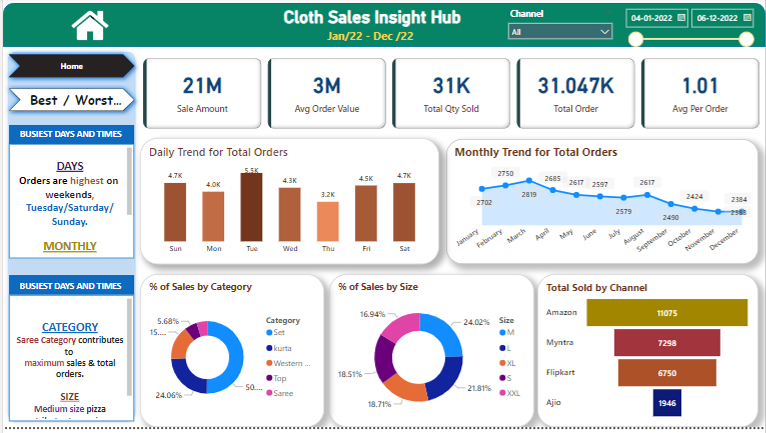 Cloth Sales Insight Hub
Jan/22 - Dec /22
Channel
All
04-01-2022
06-12-2022
Home
Best / Worst...
BUSIEST DAYS AND TIMES
DAYS
Orders are highest on
weekends,
Tuesday/Saturday/
Sunday.
MONTHLY
BUSIEST DAYS AND TIMES
CATEGORY
Saree Category contributes
to
maximum sales & total
orders.
SIZE
Medium size pizza
21M
Sale Amount
3M
Avg Order Value
31K
Total Qty Sold
31.047K
Total Order
1.01
Avg Per Order
Daily Trend for Total Orders
4.7K
4.0K
5.5K
4.3K
3.2K
4.5K
4.7K
Sun
Mon
Tue
Wed
Thu
Fri
Sat
Monthly Trend for Total Orders
2702
2750
2819
2685
2617
2597
2579
2617
2490
2424
2384
January
February
March
April
May
June
July
August
September
October
November
December
% of Sales by Category
5.68%
15....
24.06%
50....
Category
Set
kurta
Western ...
Top
Saree
% of Sales by Size
16.94%
24.02%
18.51%
21.81%
18.71%
Size
M
L
XL
S
XXL
Total Sold by Channel
Amazon
11075
Myntra
7298
Flipkart
6750
Ajio
1946